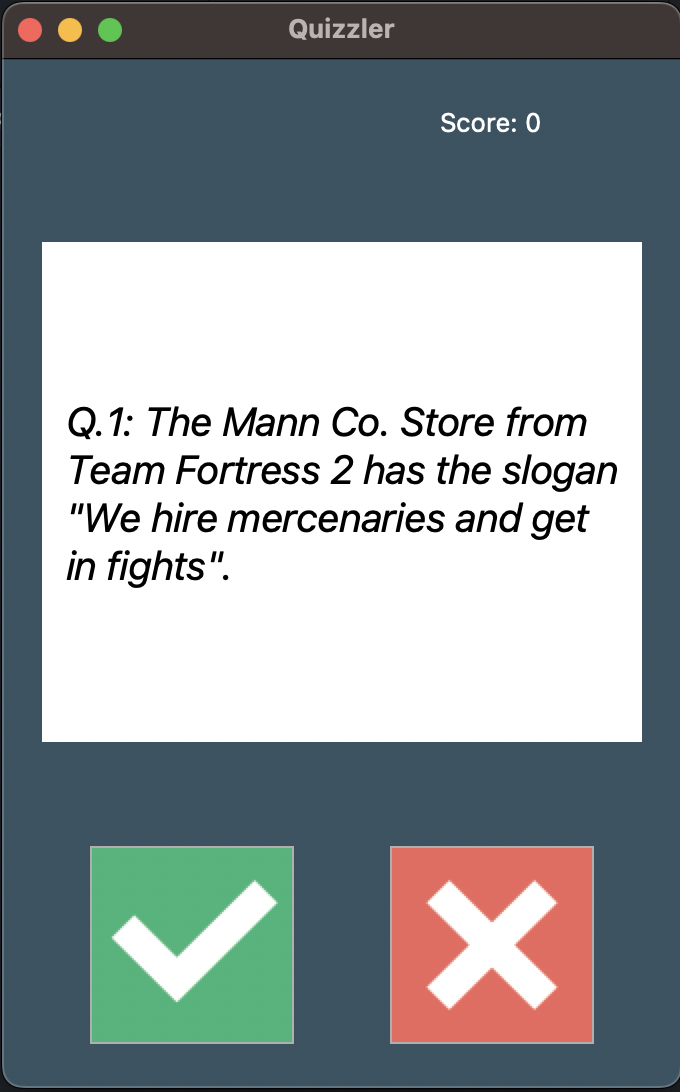 Quizzler
Score: 0
Q.1: The Mann Co. Store from
Team Fortress 2 has the slogan
"We hire mercenaries and get
in fights".